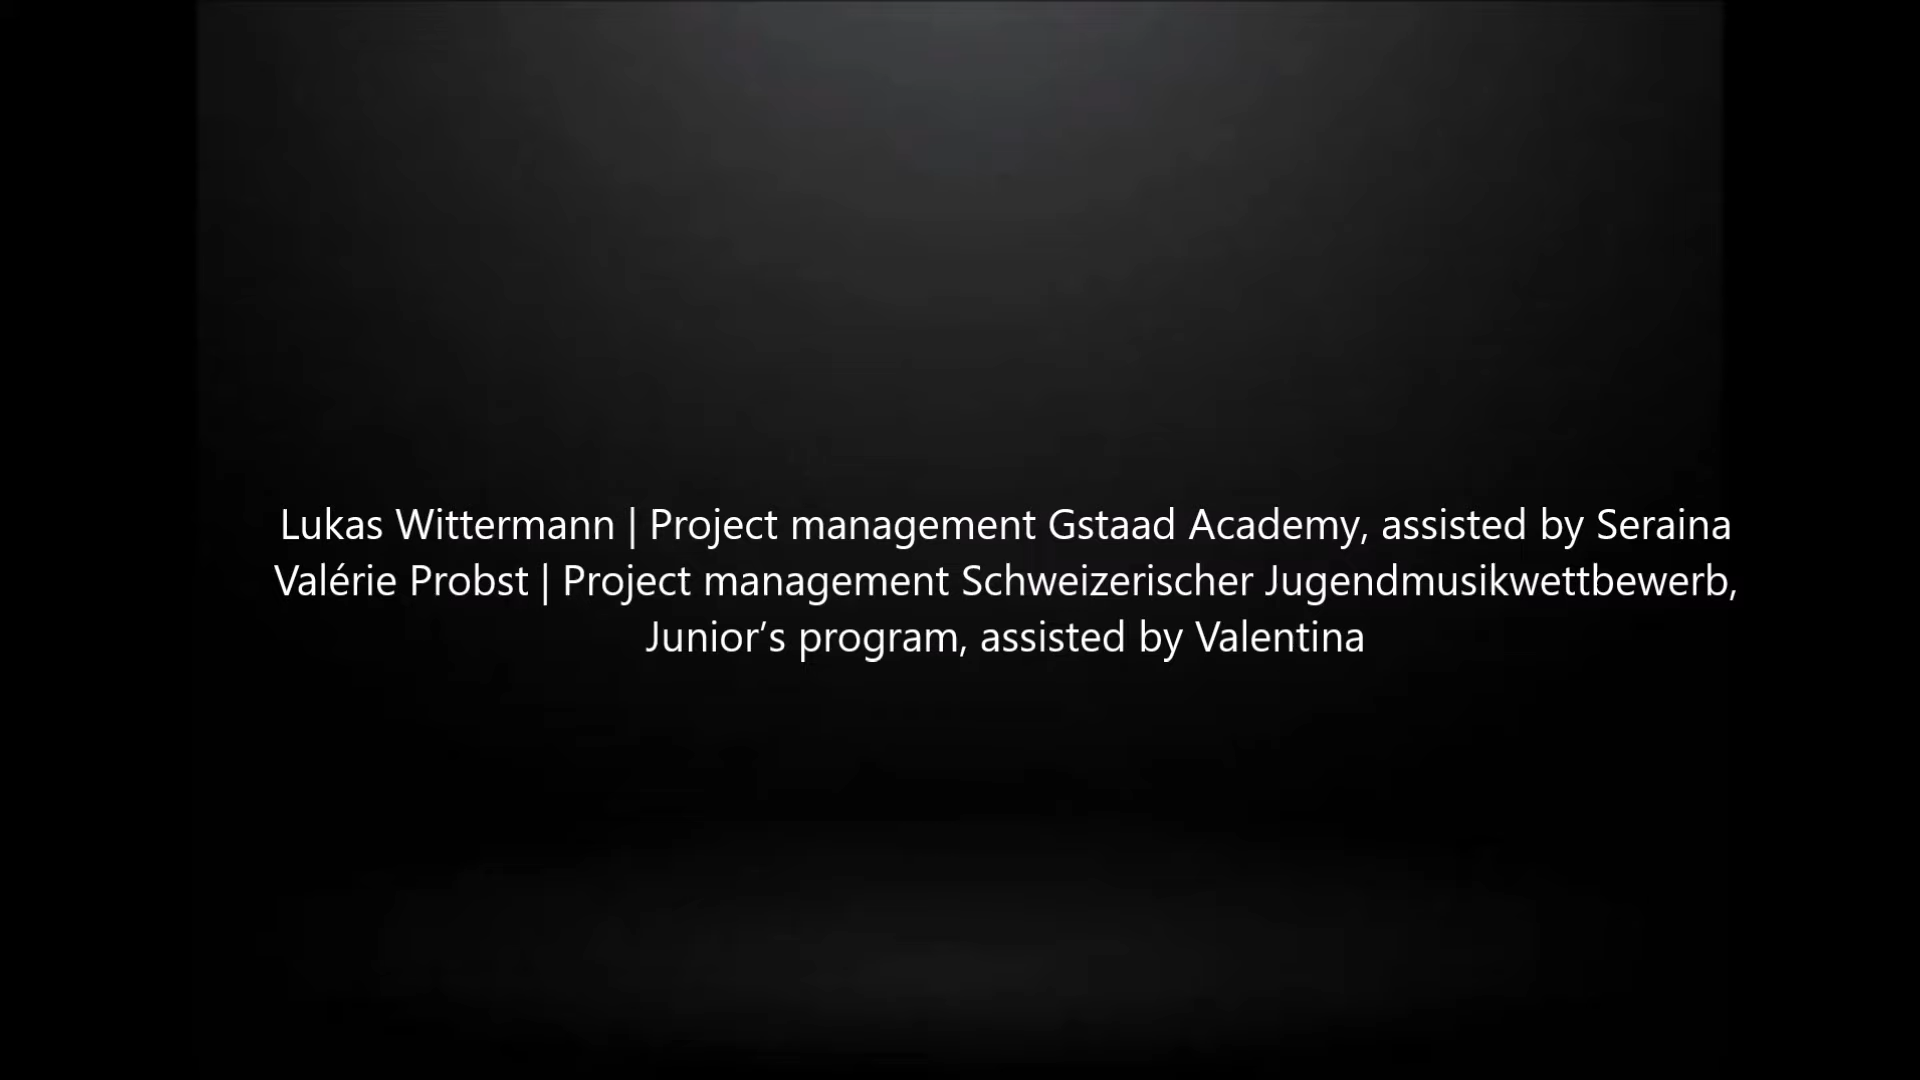 Lukas Wittermann | Project management Gstaad Academy, assisted by Seraina
Valérie Probst | Project management Schweizerischer Jugendmusikwettbewerb,
Junior’s program, assisted by Valentina